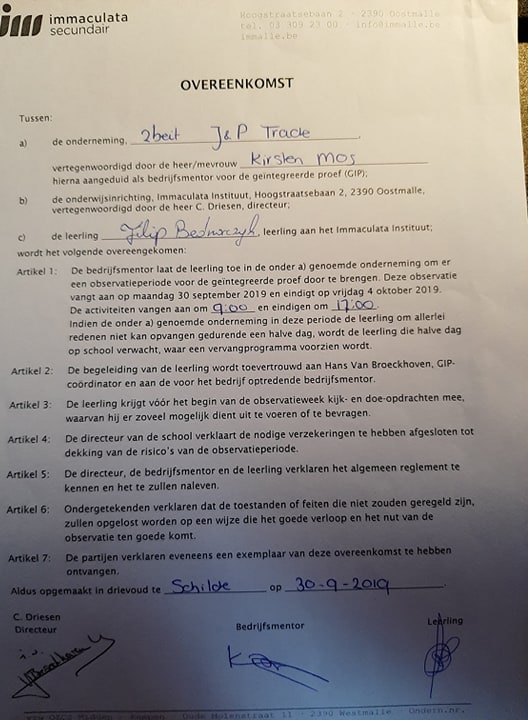 im immaculata
secundair
Hoogstraatsebaan 2 - 2390 Oostmalle
tel. 03 309 23 00 - info@immalle.be
immalle.be
OVEREENKOMST
Tussen:
a) de onderneming, 2beit J&P Trade
vertegenwoordigd door de heer/mevrouw Kirsten Mos
hierna aangeduid als bedrijfsmentor voor de geïntegreerde proef (GIP);
b) de onderwijsinrichting, Immaculata Instituut, Hoogstraatsebaan 2, 2390 Oostmalle,
vertegenwoordigd door de heer C. Driesen, directeur;
c) de leerling Filip Bednarczyk, leerling aan het Immaculata Instituut;
wordt het volgende overeengekomen:
Artikel 1: De bedrijfsmentor laat de leerling toe in de onder a) genoemde onderneming om er
een observatieperiode voor de geïntegreerde proef door te brengen. Deze observatie
vangt aan op maandag 30 september 2019 en eindigt op vrijdag 4 oktober 2019.
De activiteiten vangen aan om 9:00 en eindigen om 17:00.
Indien de onder a) genoemde onderneming in deze periode de leerling om allerlei
redenen niet kan opvangen gedurende een halve dag, wordt de leerling die halve dag
op school verwacht, waar een vervangprogramma voorzien wordt.
Artikel 2: De begeleiding van de leerling wordt toevertrouwd aan Hans Van Broeckhoven, GIP-
coördinator en aan de voor het bedrijf optredende bedrijfsmentor.
Artikel 3: De leerling krijgt vóór het begin van de observatieweek kijk- en doe-opdrachten mee,
waarvan hij er zoveel mogelijk dient uit te voeren of te bevragen.
Artikel 4: De directeur van de school verklaart de nodige verzekeringen te hebben afgesloten tot
dekking van de risico's van de observatieperiode.
Artikel 5: De directeur, de bedrijfsmentor en de leerling verklaren het algemeen reglement te
kennen en het te zullen naleven.
Artikel 6: Ondergetekenden verklaren dat de toestanden of feiten die niet zouden geregeld zijn,
zullen opgelost worden op een wijze die het goede verloop en het nut van de
observatie ten goede komt.
Artikel 7: De partijen verklaren eveneens een exemplaar van deze overeenkomst te hebben
ontvangen.
Aldus opgemaakt in drievoud te Schilde op 30-9-2019
C. Driesen
Directeur
Bedrijfsmentor
Leerling
Molenstraat 11 - 2390 Westmalle - Ondern.nr.